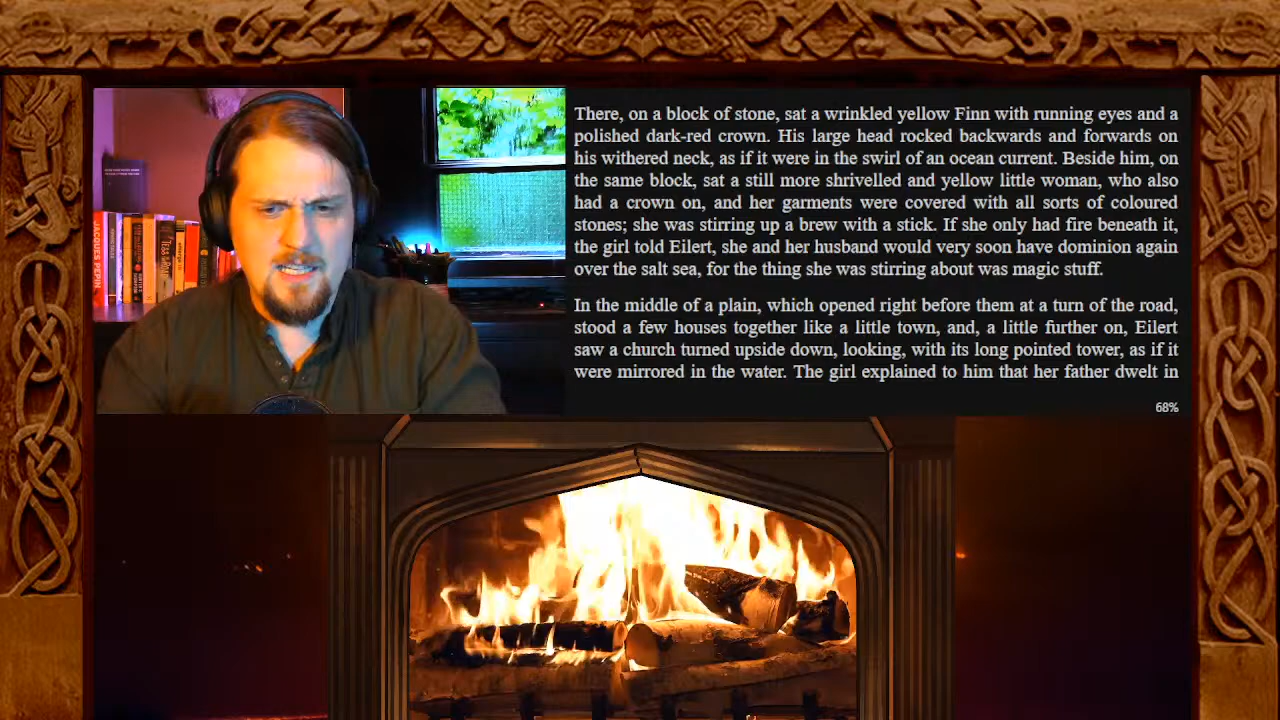 There, on a block of stone, sat a wrinkled yellow Finn with running eyes and a
polished dark-red crown. His large head rocked backwards and forwards on
his withered neck, as if it were in the swirl of an ocean current. Beside him, on
the same block, sat a still more shrivelled and yellow little woman, who also
had a crown on, and her garments were covered with all sorts of coloured
stones; she was stirring up a brew with a stick. If she only had fire beneath it,
the girl told Eilert, she and her husband would very soon have dominion again
over the salt sea, for the thing she was stirring about was magic stuff.
In the middle of a plain, which opened right before them at a turn of the road,
stood a few houses together like a little town, and, a little further on, Eilert
saw a church turned upside down, looking, with its long pointed tower, as if it
were mirrored in the water. The girl explained to him that her father dwelt in
68%
JACQUES PEPIN